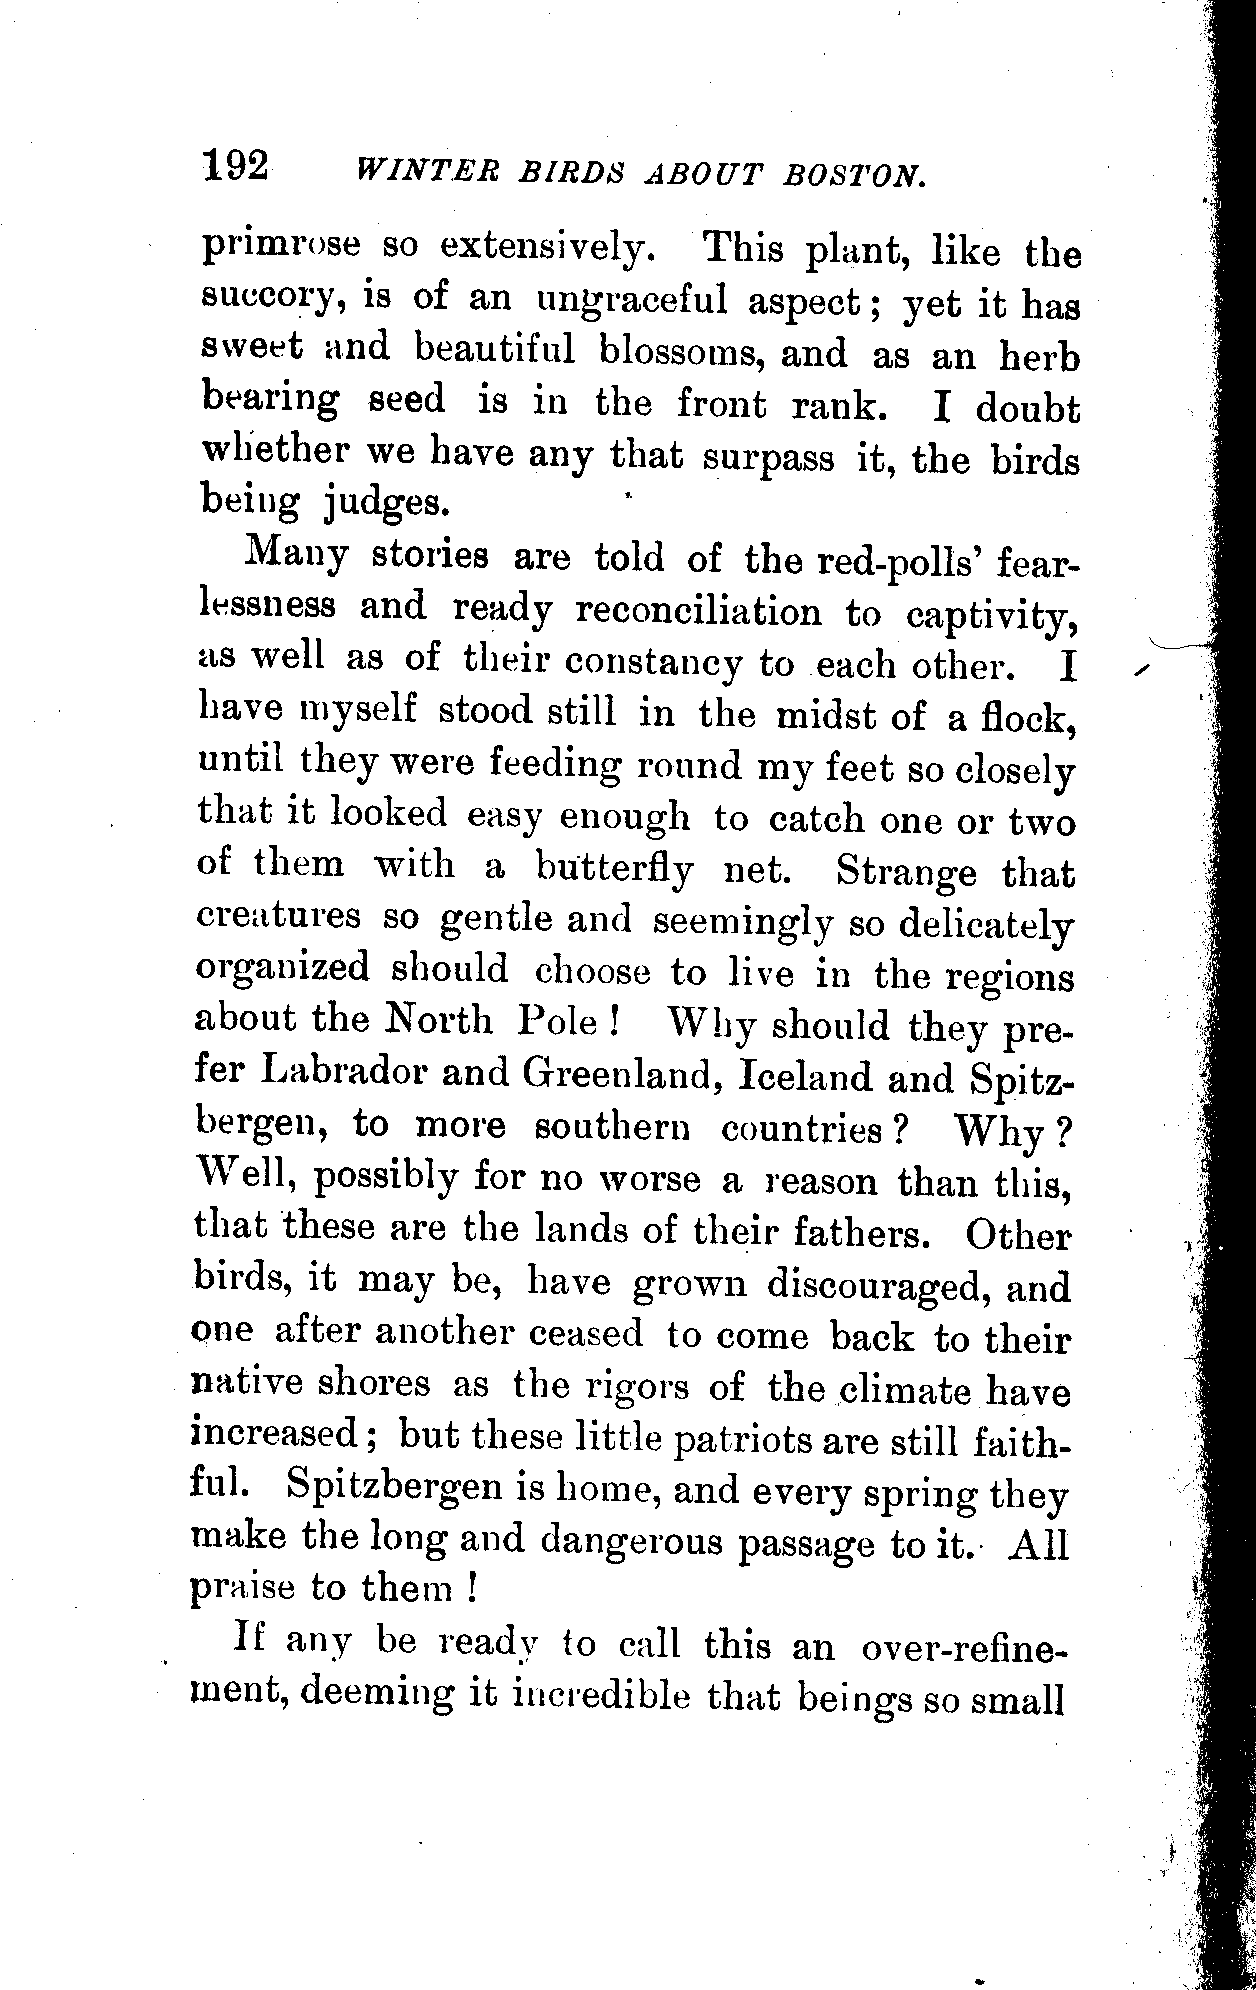 192 WINTER BIRDS ABOUT BOSTON.
primrose so extensively. This plant, like the
succory, is of an ungraceful aspect; yet it has
sweet and beautiful blossoms, and as an herb
bearing seed is in the front rank. I doubt
whether we have any that surpass it, the birds
being judges.
Many stories are told of the red-polls' fear-
lessness and ready reconciliation to captivity,
as well as of their constancy to each other. I
have myself stood still in the midst of a flock,
until they were feeding round my feet so closely
that it looked easy enough to catch one or two
of them with a butterfly net. Strange that
creatures so gentle and seemingly so delicately
organized should choose to live in the regions
about the North Pole! Why should they pre-
fer Labrador and Greenland, Iceland and Spitz-
bergen, to more southern countries? Why?
Well, possibly for no worse a reason than this,
that these are the lands of their fathers. Other
birds, it may be, have grown discouraged, and
one after another ceased to come back to their
native shores as the rigors of the climate have
increased; but these little patriots are still faith-
ful. Spitzbergen is home, and every spring they
make the long and dangerous passage to it. All
praise to them!
If any be ready to call this an over-refine-
ment, deeming it incredible that beings so small